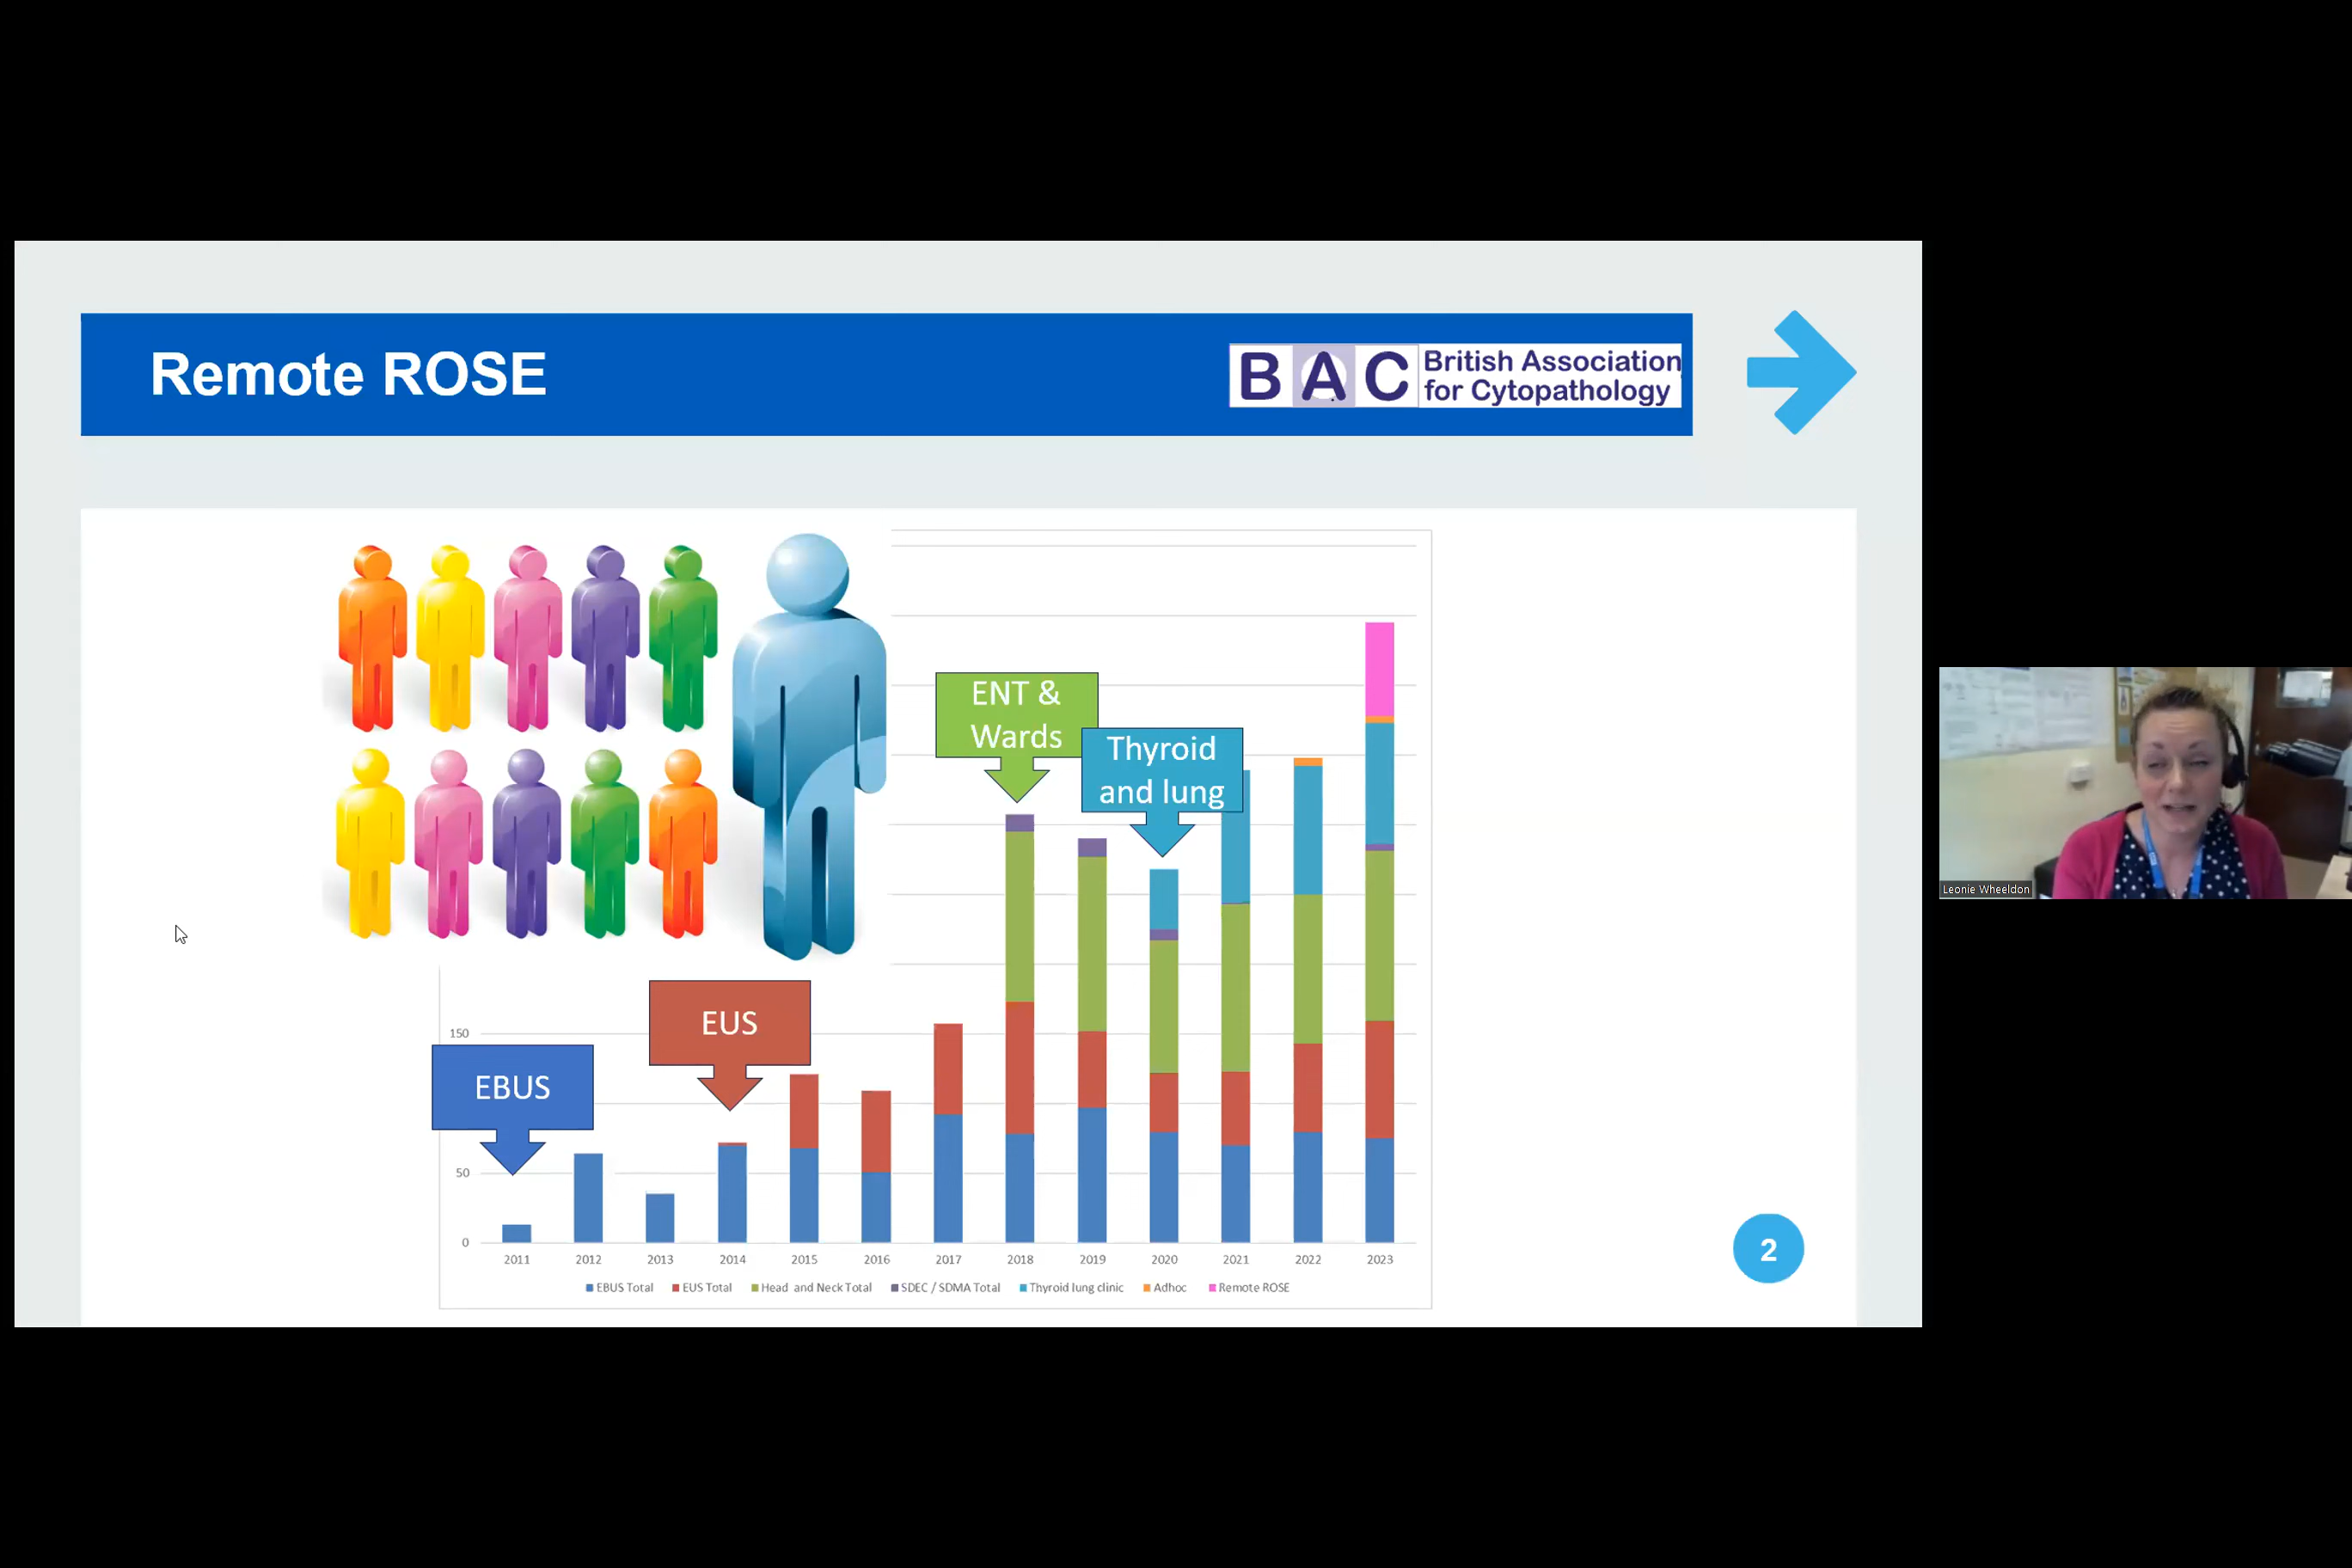 Remote ROSE
B A C
British Association
for Cytopathology
ENT &
Wards
Thyroid
and lung
EUS
EBUS
150
50
0
2011 2012 2013 2014 2015 2016 2017 2018 2019 2020 2021 2022 2023
EBUS Total EUS Total Head and Neck Total SDEC / SDMA Total Thyroid lung clinic Adhoc Remote ROSE
2
Leonie Wheeldon